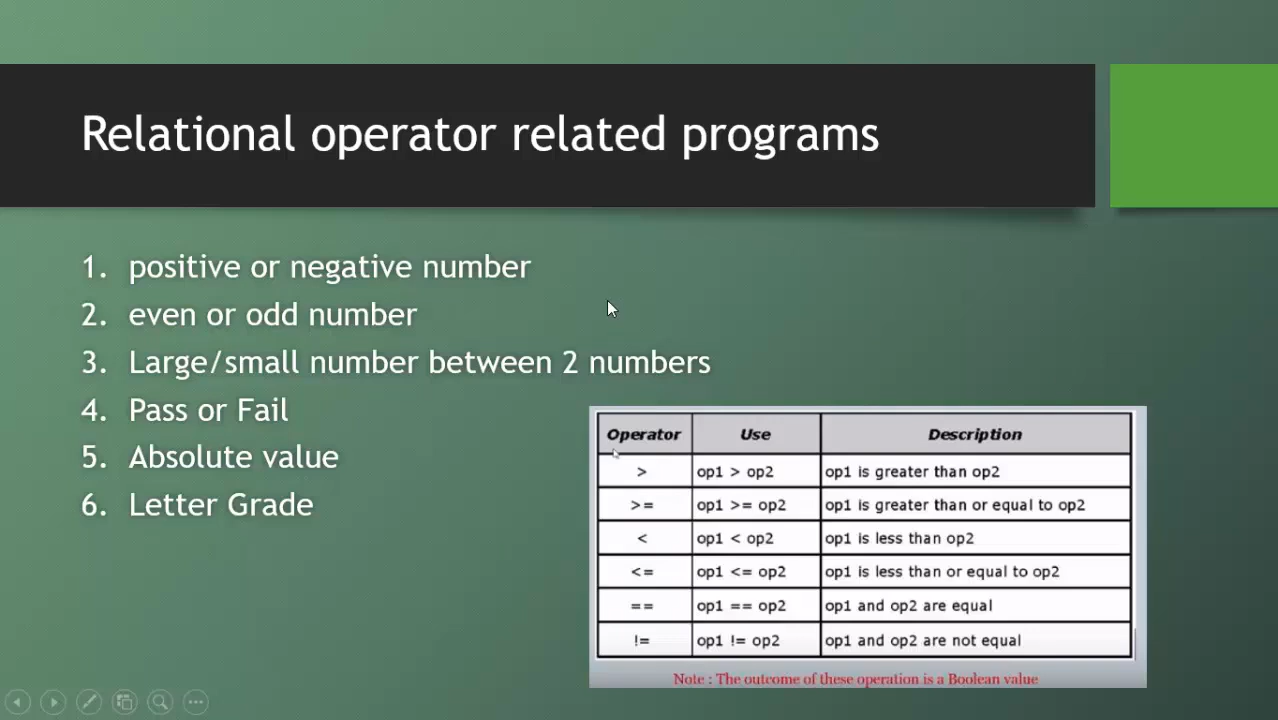 Relational operator related programs
1. positive or negative number
2. even or odd number
3. Large/small number between 2 numbers
4. Pass or Fail
5. Absolute value
6. Letter Grade
Operator Use Description
> op1 > op2 op1 is greater than op2
>= op1 >= op2 op1 is greater than or equal to op2
< op1 < op2 op1 is less than op2
<= op1 <= op2 op1 is less than or equal to op2
== op1 == op2 op1 and op2 are equal
!= op1 != op2 op1 and op2 are not equal
Note : The outcome of these operation is a Boolean value